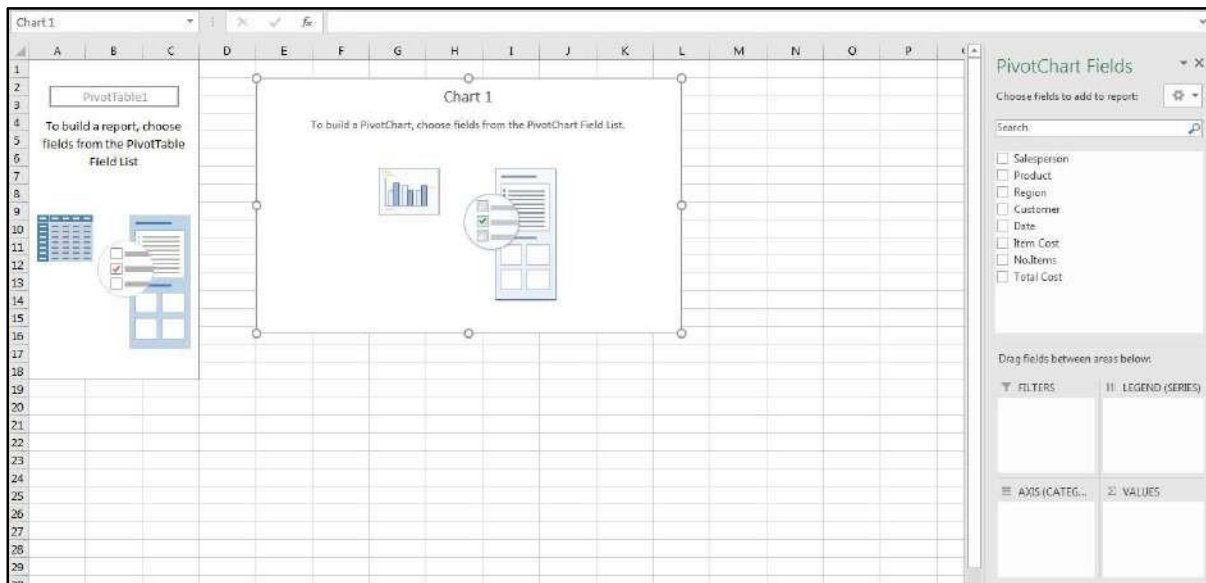 Chart 1
fx
A B C D E F G H I J K L M N O P
1
2
3
4
5
6
7
8
9
10
11
12
13
14
15
16
17
18
19
20
21
22
23
24
25
26
27
28
29
PivotTable1
To build a report, choose
fields from the PivotTable
Field List
Chart 1
To build a PivotChart, choose fields from the PivotChart Field List.
PivotChart Fields
Choose fields to add to report:
Search
Salesperson
Product
Region
Customer
Date
Item Cost
No.Items
Total Cost
Drag fields between areas below:
FILTERS
LEGEND (SERIES)
AXIS (CATEG...
Σ VALUES